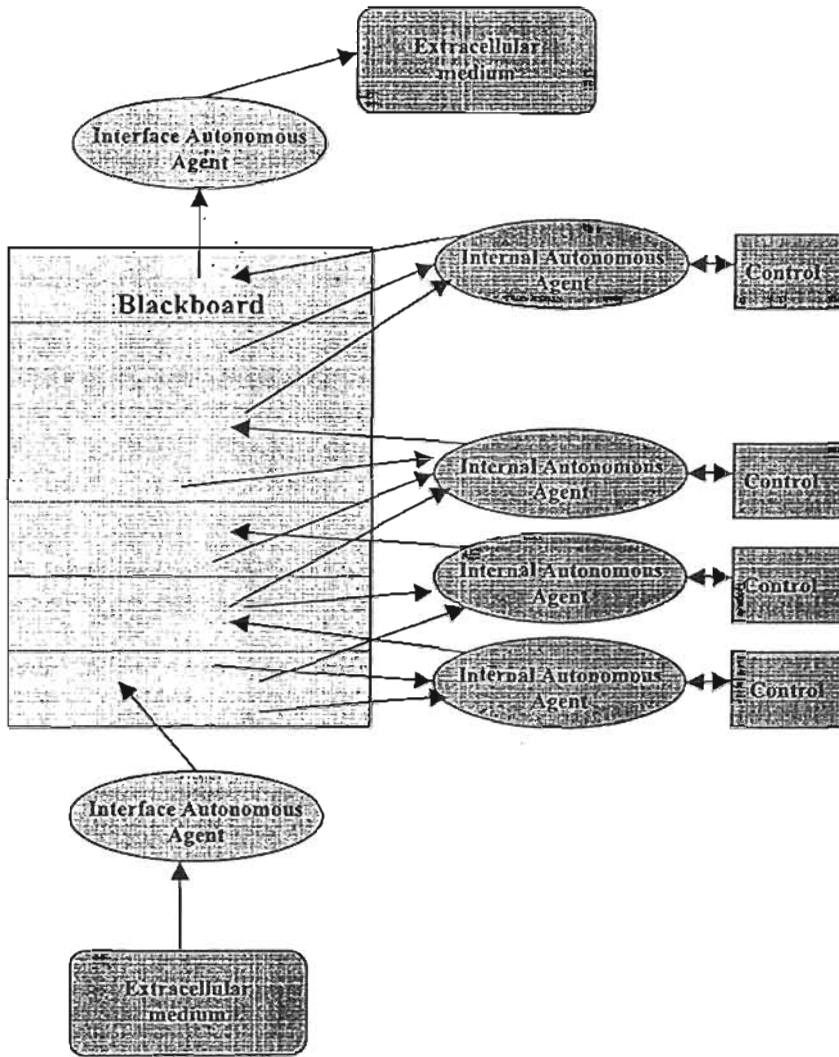 Extracellular
medium
Interface Autonomous
Agent
Blackboard
Internal Autonomous
Agent
Control
Internal Autonomous
Agent
Control
Internal Autonomous
Agent
Control
Internal Autonomous
Agent
Control
Interface Autonomous
Agent
Extracellular
medium